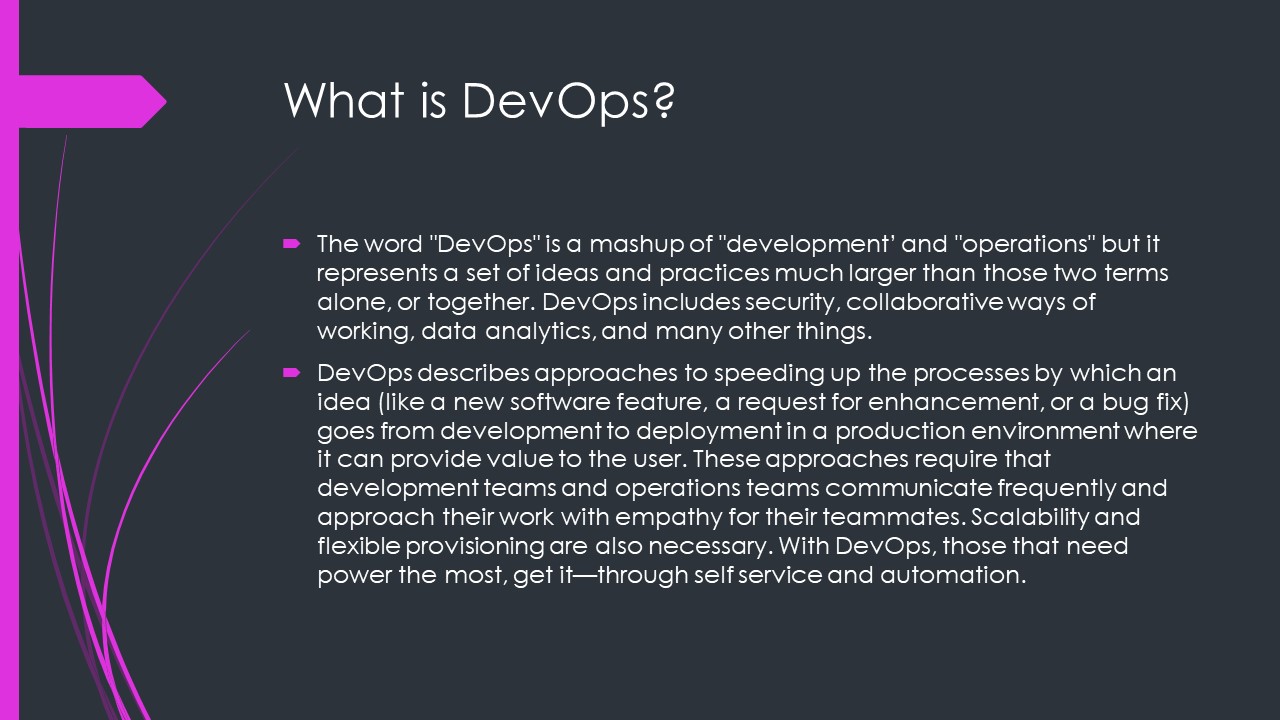 What is DevOps?
The word "DevOps" is a mashup of "development’ and "operations" but it
represents a set of ideas and practices much larger than those two terms
alone, or together. DevOps includes security, collaborative ways of
working, data analytics, and many other things.
DevOps describes approaches to speeding up the processes by which an
idea (like a new software feature, a request for enhancement, or a bug fix)
goes from development to deployment in a production environment where
it can provide value to the user. These approaches require that
development teams and operations teams communicate frequently and
approach their work with empathy for their teammates. Scalability and
flexible provisioning are also necessary. With DevOps, those that need
power the most, get it—through self service and automation.